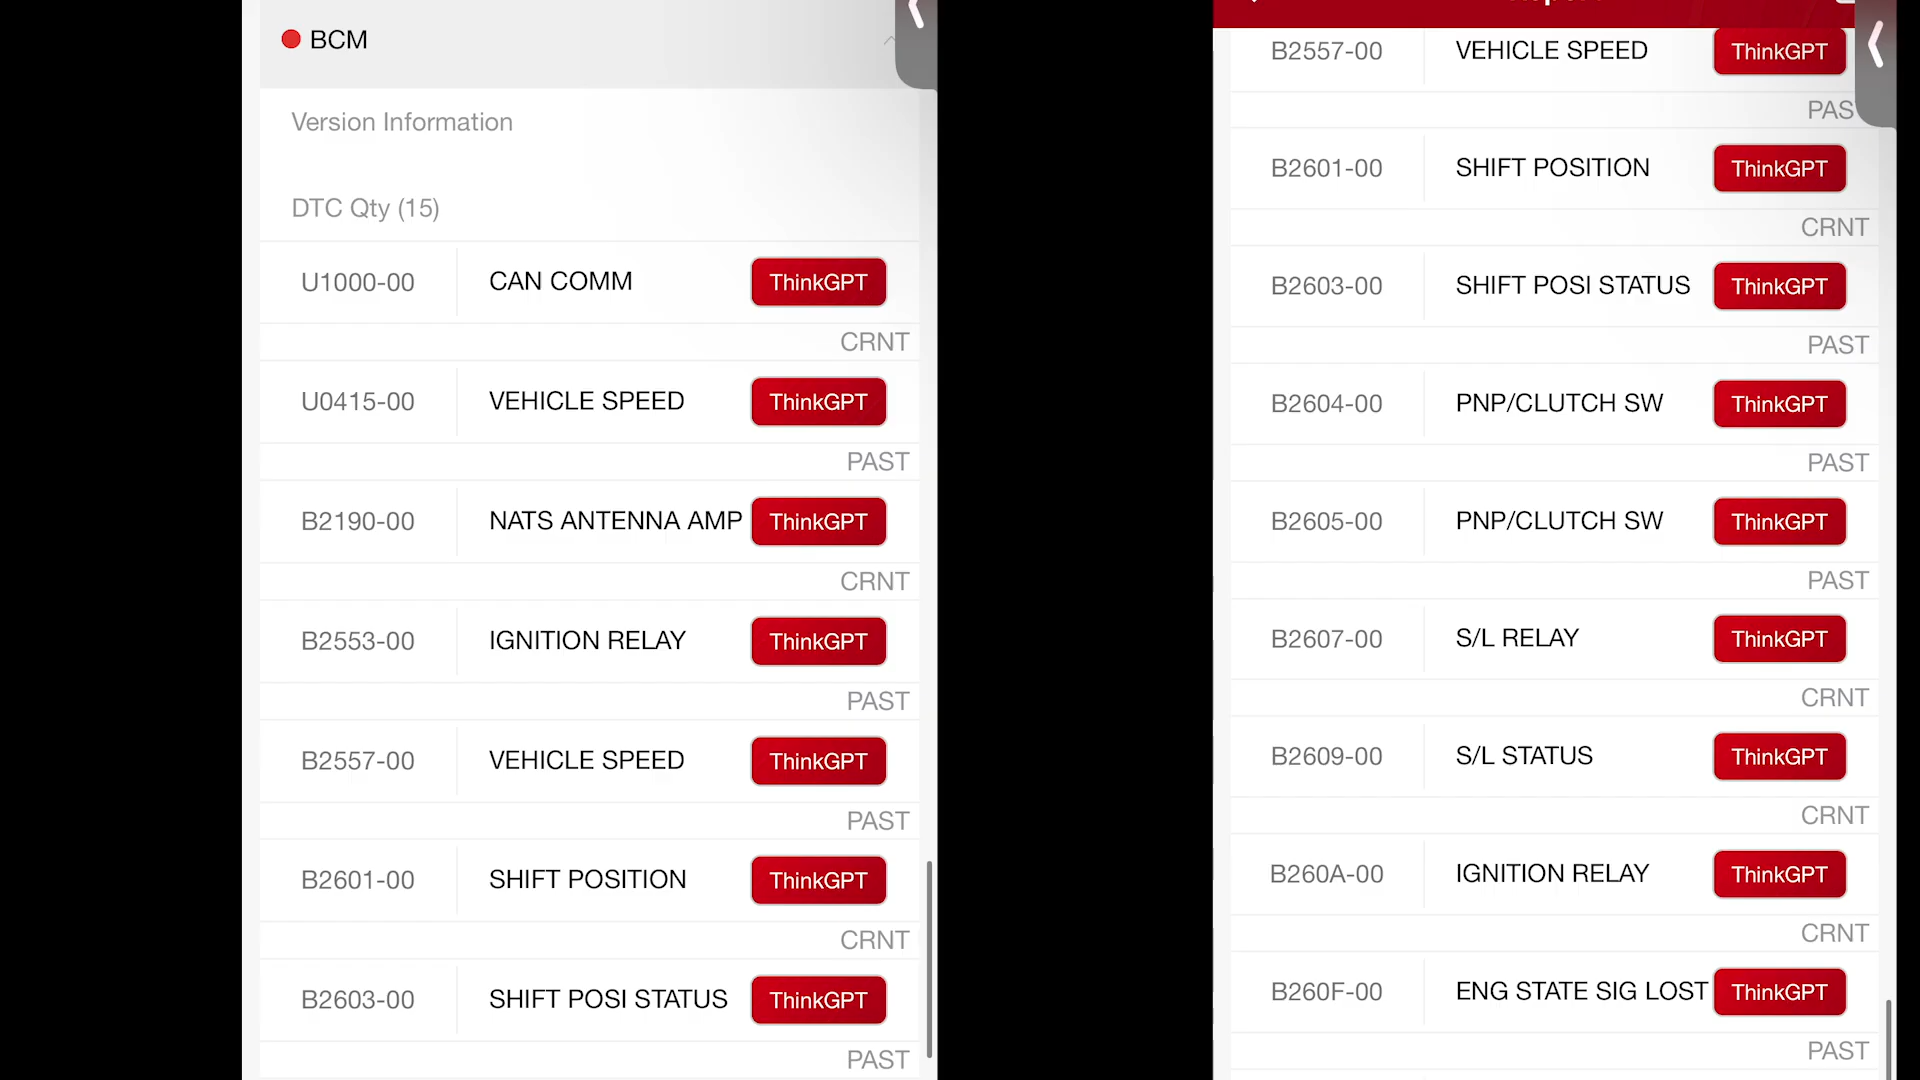 BCM
Version Information
DTC Qty (15)
U1000-00 CAN COMM ThinkGPT
CRNT
U0415-00 VEHICLE SPEED ThinkGPT
PAST
B2190-00 NATS ANTENNA AMP ThinkGPT
CRNT
B2553-00 IGNITION RELAY ThinkGPT
PAST
B2557-00 VEHICLE SPEED ThinkGPT
PAST
B2601-00 SHIFT POSITION ThinkGPT
CRNT
B2603-00 SHIFT POSI STATUS ThinkGPT
PAST
B2557-00 VEHICLE SPEED ThinkGPT
PAS
B2601-00 SHIFT POSITION ThinkGPT
CRNT
B2603-00 SHIFT POSI STATUS ThinkGPT
PAST
B2604-00 PNP/CLUTCH SW ThinkGPT
PAST
B2605-00 PNP/CLUTCH SW ThinkGPT
PAST
B2607-00 S/L RELAY ThinkGPT
CRNT
B2609-00 S/L STATUS ThinkGPT
CRNT
B260A-00 IGNITION RELAY ThinkGPT
CRNT
B260F-00 ENG STATE SIG LOST ThinkGPT
PAST